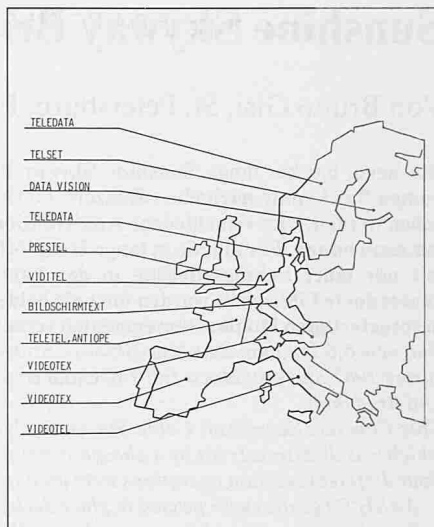 TELEDATA
TELSET
DATA VISION
TELEDATA
PRESTEL
VIDITEL
BILDSCHIRMTEXT
TELETEL.ANTIOPE
VIDEOTEX
VIDEOTEX
VIDEOTEL